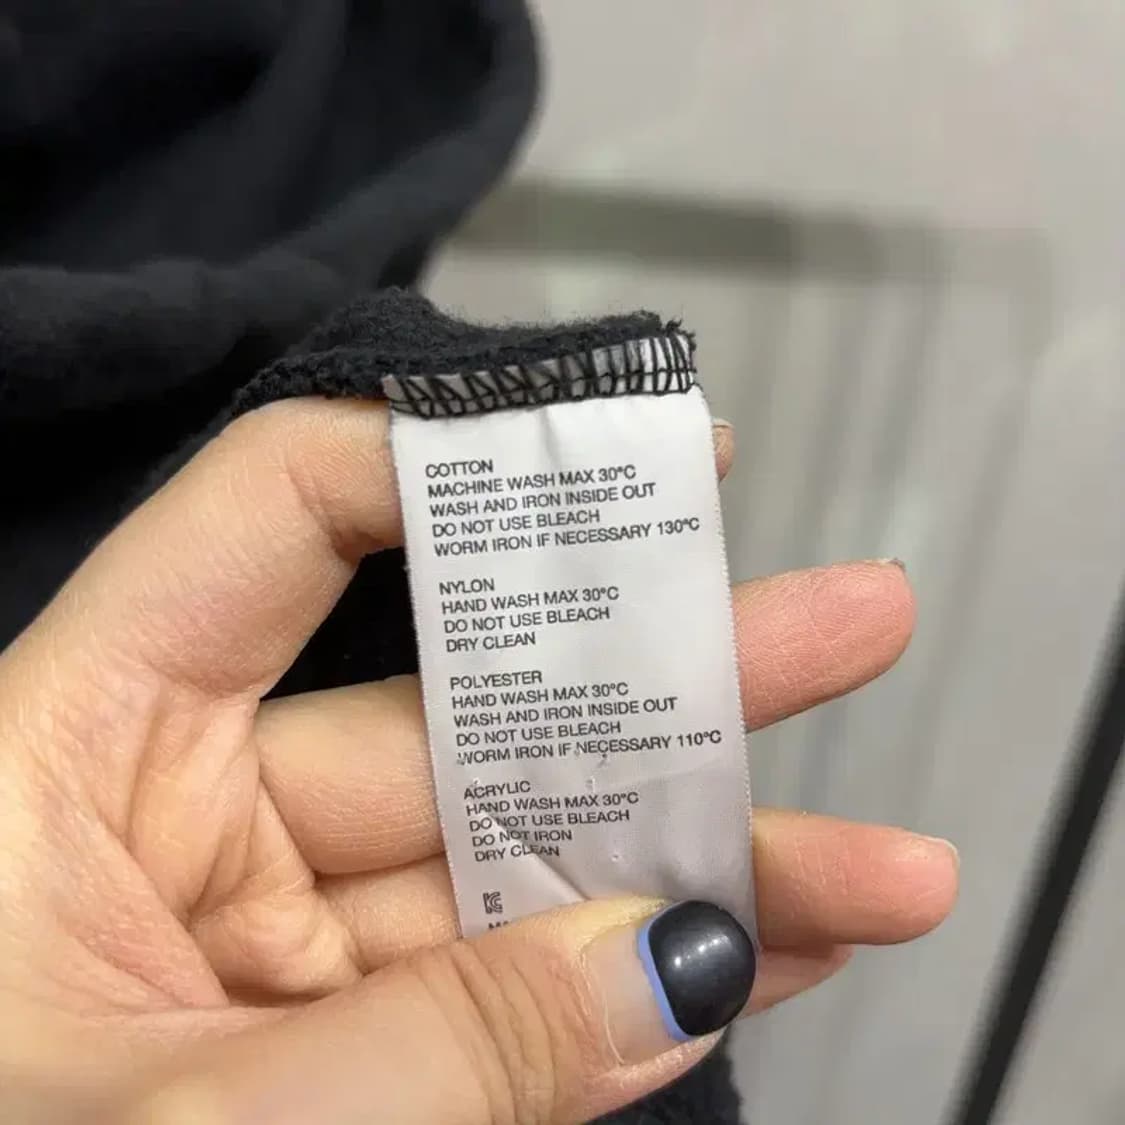 COTTON
MACHINE WASH MAX 30°C
WASH AND IRON INSIDE OUT
DO NOT USE BLEACH
WORM IRON IF NECESSARY 130°C
NYLON
HAND WASH MAX 30°C
DO NOT USE BLEACH
DRY CLEAN
POLYESTER
HAND WASH MAX 30°C
WASH AND IRON INSIDE OUT
DO NOT USE BLEACH
WORM IRON IF NECESSARY 110°C
ACRYLIC
HAND WASH MAX 30°C
DO NOT USE BLEACH
DO NOT IRON
DRY CLEAN